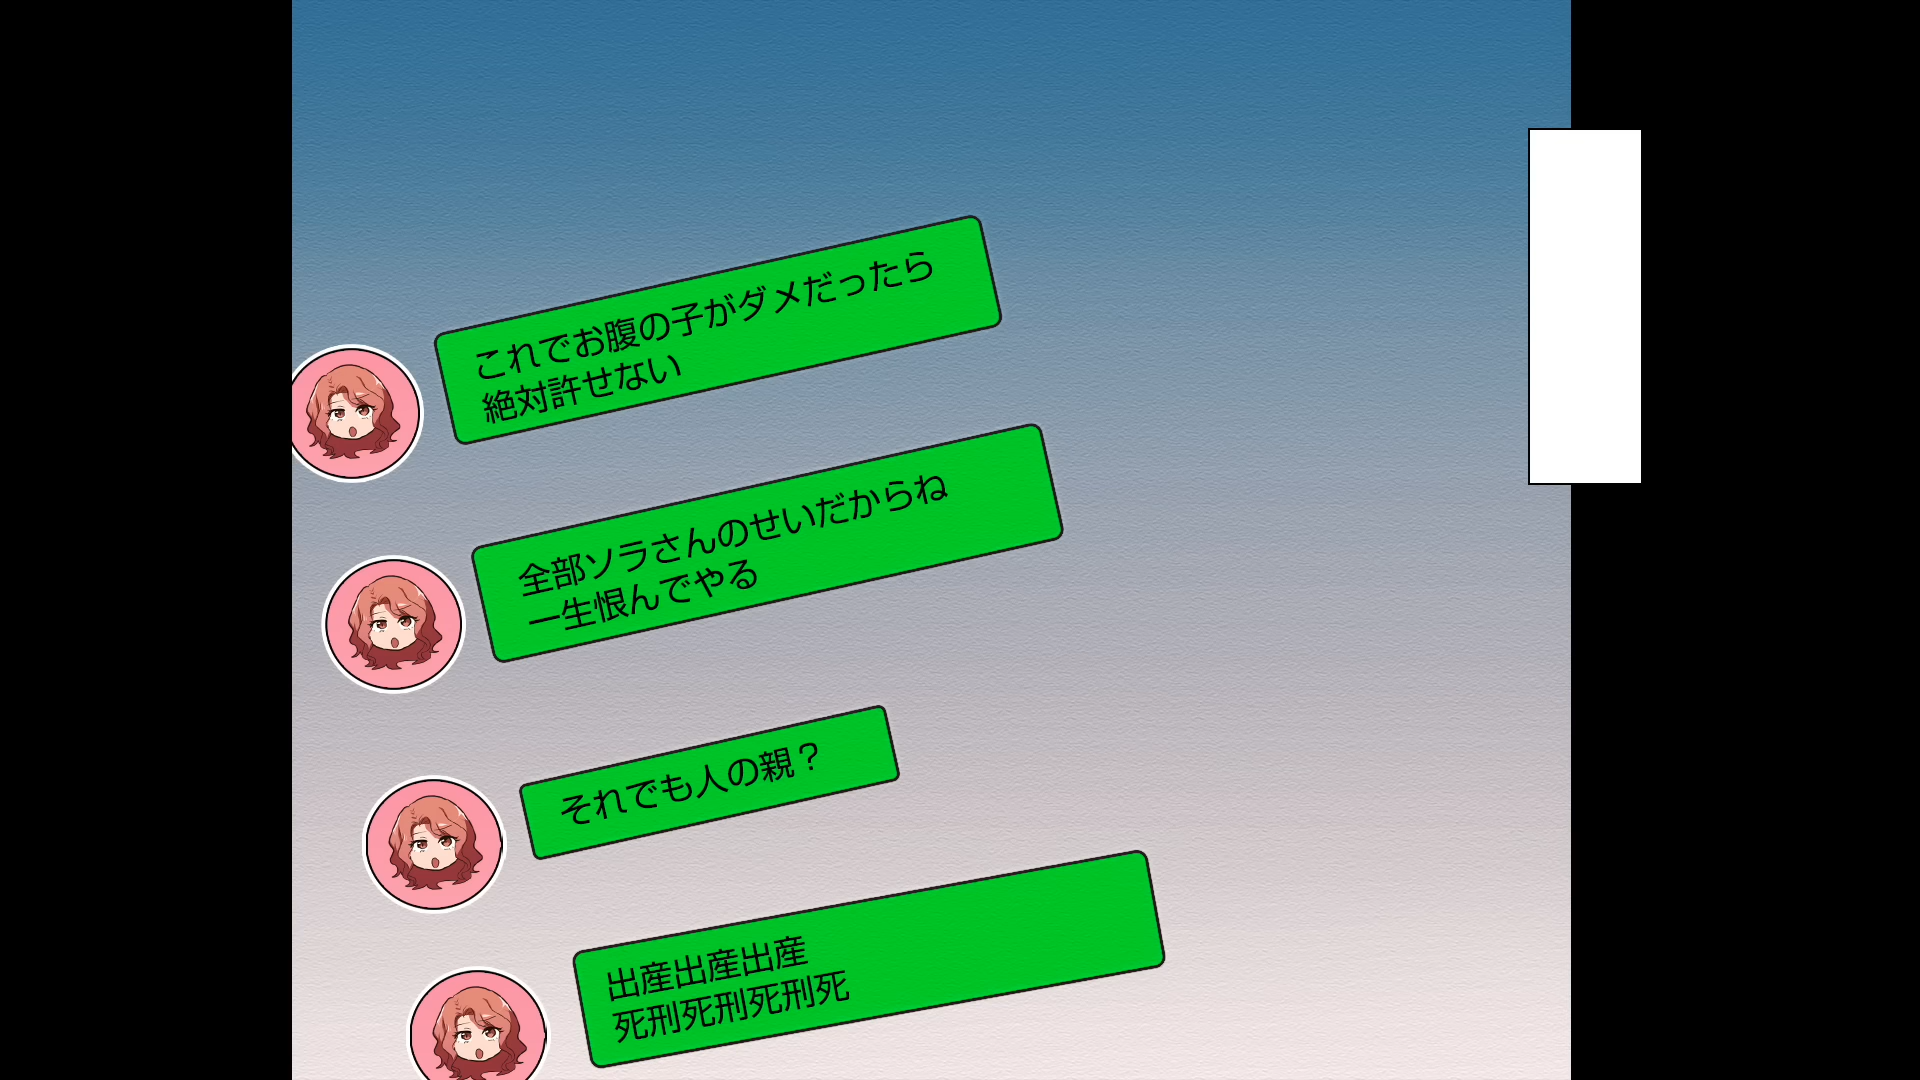 これでお腹の子がダメだったら
絶対許せない
全部ソラさんのせいだからね
一生恨んでやる
それでも人の親？
出産出産出産
死刑死刑死刑死